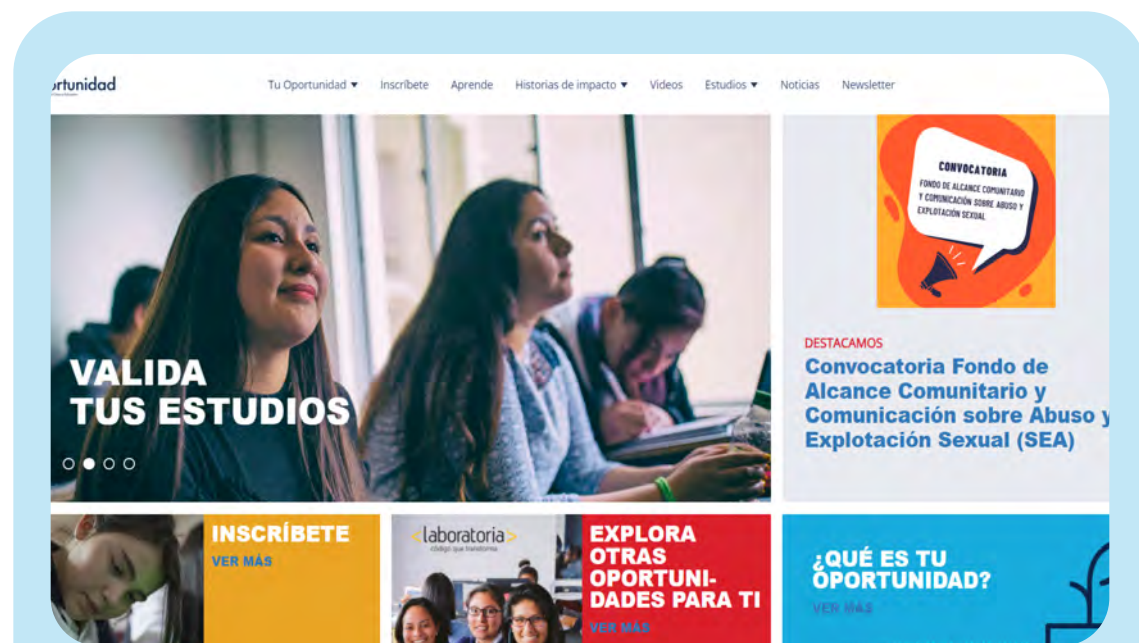 ortunidad
Tu Oportunidad ▼ Inscríbete Aprende Historias de impacto ▼ Videos Estudios ▼ Noticias Newsletter
VALIDA
TUS ESTUDIOS
CONVOCATORIA
FONDO DE ALCANCE COMUNITARIO
Y COMUNICACIÓN SOBRE ABUSO Y
EXPLOTACIÓN SEXUAL
DESTACAMOS
Convocatoria Fondo de
Alcance Comunitario y
Comunicación sobre Abuso y
Explotación Sexual (SEA)
INSCRÍBETE
VER MÁS
<laboratoria>
código que transforma
EXPLORA
OTRAS
OPORTUNI-
DADES PARA TI
VER MÁS
¿QUÉ ES TU
OPORTUNIDAD?
VER MÁS